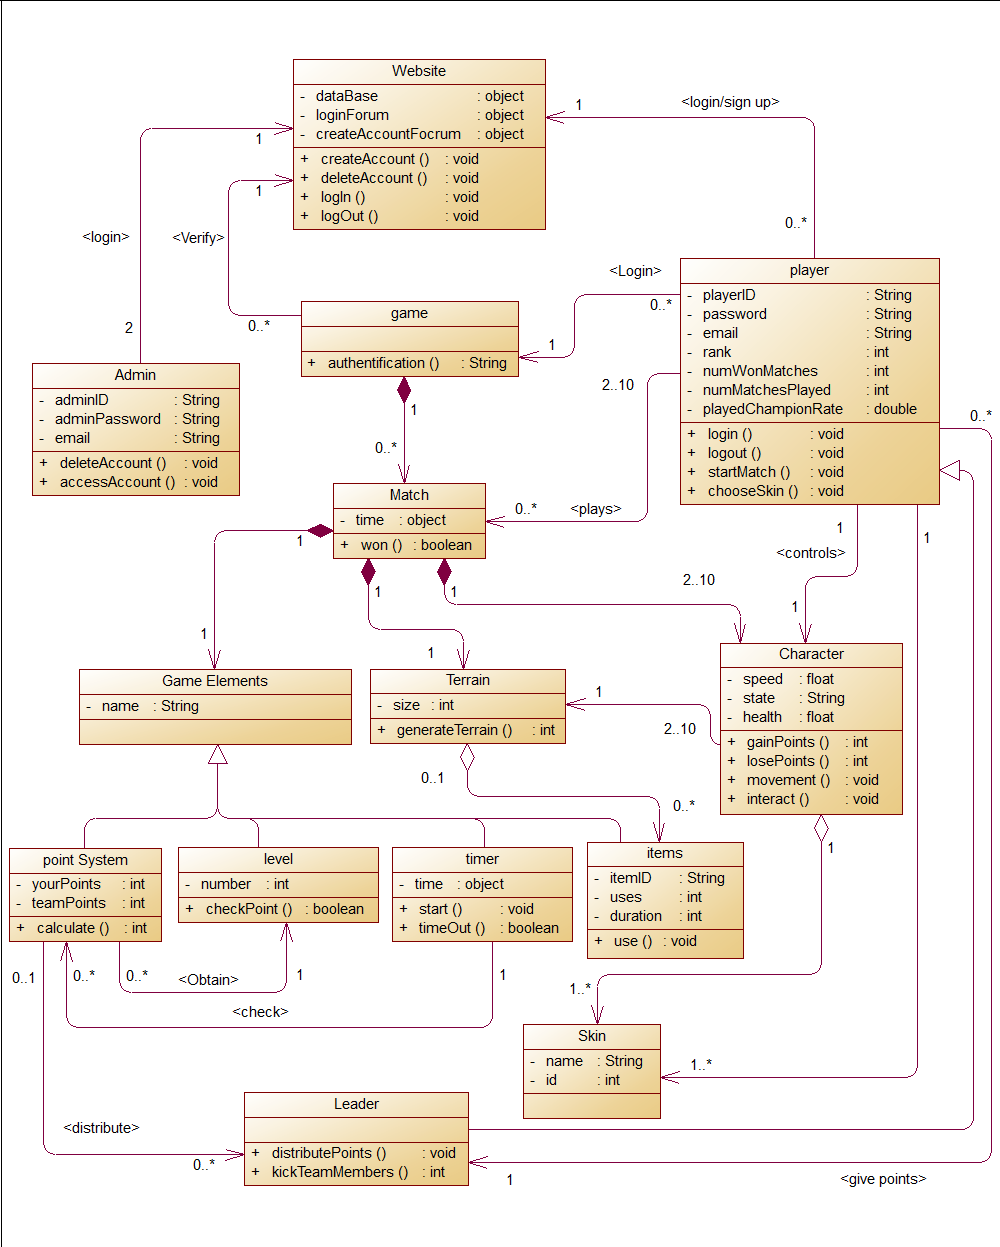 Website
- dataBase : object
- loginForum : object
- createAccountFocrum : object
+ createAccount () : void
+ deleteAccount () : void
+ logIn () : void
+ logOut () : void
1
<login/sign up>
0..*
1
1
<login>
<Verify>
2
0..*
player
- playerID : String
- password : String
- email : String
- rank : int
- numWonMatches : int
- numMatchesPlayed : int
- playedChampionRate : double
+ login () : void
+ logout () : void
+ startMatch () : void
+ chooseSkin () : void
<Login>
0..*
1
game
+ authentification () : String
Admin
- adminID : String
- adminPassword : String
- email : String
+ deleteAccount () : void
+ accessAccount () : void
1
0..*
2..10
0..*
<plays>
0..*
Match
- time : object
+ won () : boolean
1
1
1
1
1
<controls>
1
1
2..10
1
1
Game Elements
- name : String
Terrain
- size : int
+ generateTerrain () : int
Character
- speed : float
- state : String
- health : float
+ gainPoints () : int
+ losePoints () : int
+ movement () : void
+ interact () : void
1
2..10
0..1
0..*
1
point System
- yourPoints : int
- teamPoints : int
+ calculate () : int
level
- number : int
+ checkPoint () : boolean
timer
- time : object
+ start () : void
+ timeOut () : boolean
items
- itemID : String
- uses : int
- duration : int
+ use () : void
0..1
0..*
0..*
<Obtain>
1
1
<check>
1..*
Skin
- name : String
- id : int
1..*
Leader
+ distributePoints () : void
+ kickTeamMembers () : int
<distribute>
0..*
1
<give points>